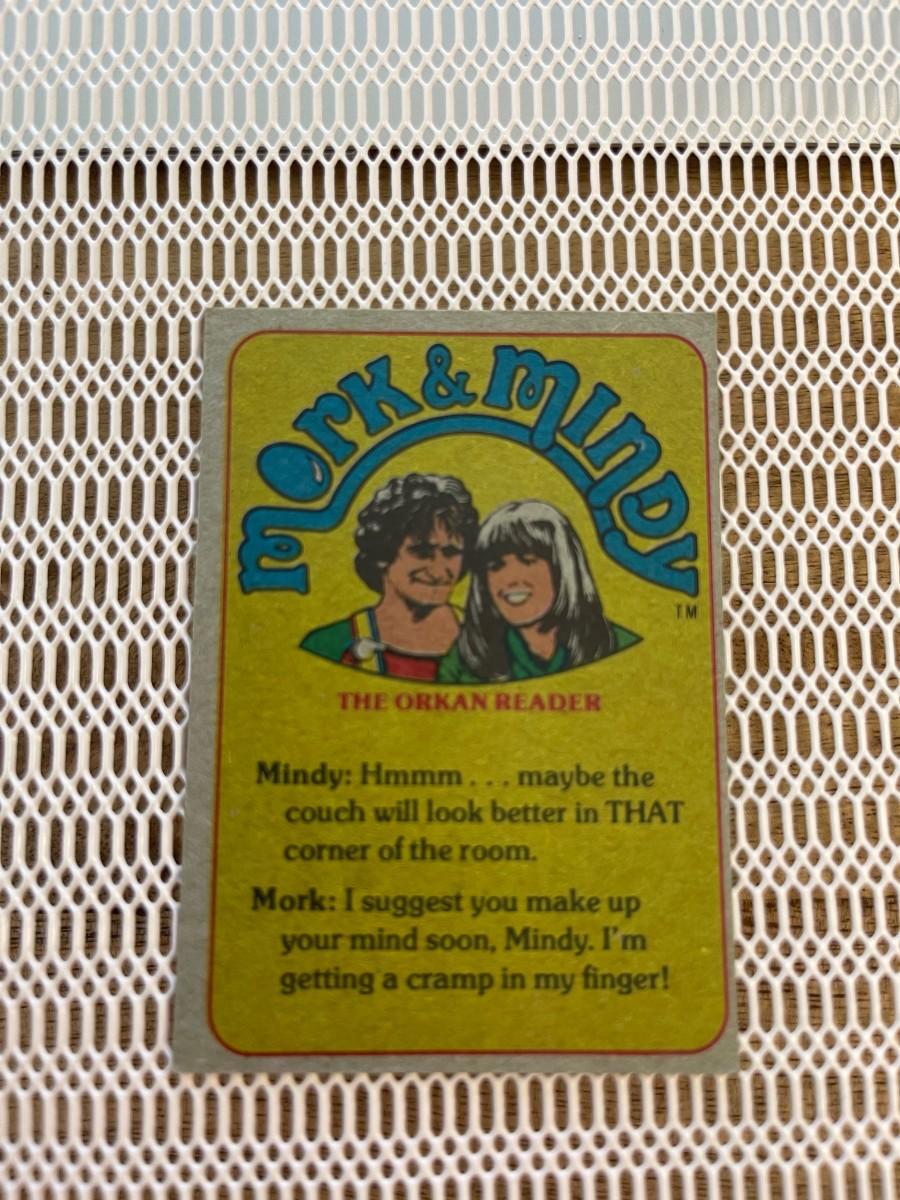 Mork & Mindy
TM
THE ORKAN READER
Mindy: Hmmm . . . maybe the
couch will look better in THAT
corner of the room.
Mork: I suggest you make up
your mind soon, Mindy. I'm
getting a cramp in my finger!